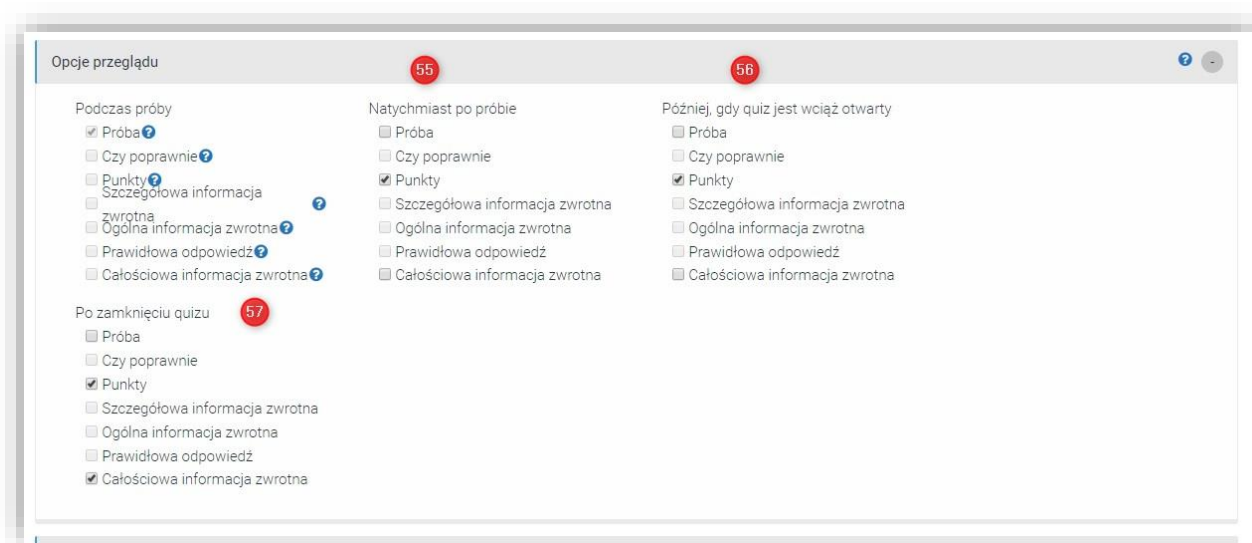 Opcje przeglądu
55
56
Podczas próby
Próba
Czy poprawnie
Punkty
Szczegółowa informacja
zwrotna
Ogólna informacja zwrotna
Prawidłowa odpowiedź
Całościowa informacja zwrotna
Natychmiast po próbie
Próba
Czy poprawnie
Punkty
Szczegółowa informacja zwrotna
Ogólna informacja zwrotna
Prawidłowa odpowiedź
Całościowa informacja zwrotna
Później, gdy quiz jest wciąż otwarty
Próba
Czy poprawnie
Punkty
Szczegółowa informacja zwrotna
Ogólna informacja zwrotna
Prawidłowa odpowiedź
Całościowa informacja zwrotna
Po zamknięciu quizu 57
Próba
Czy poprawnie
Punkty
Szczegółowa informacja zwrotna
Ogólna informacja zwrotna
Prawidłowa odpowiedź
Całościowa informacja zwrotna